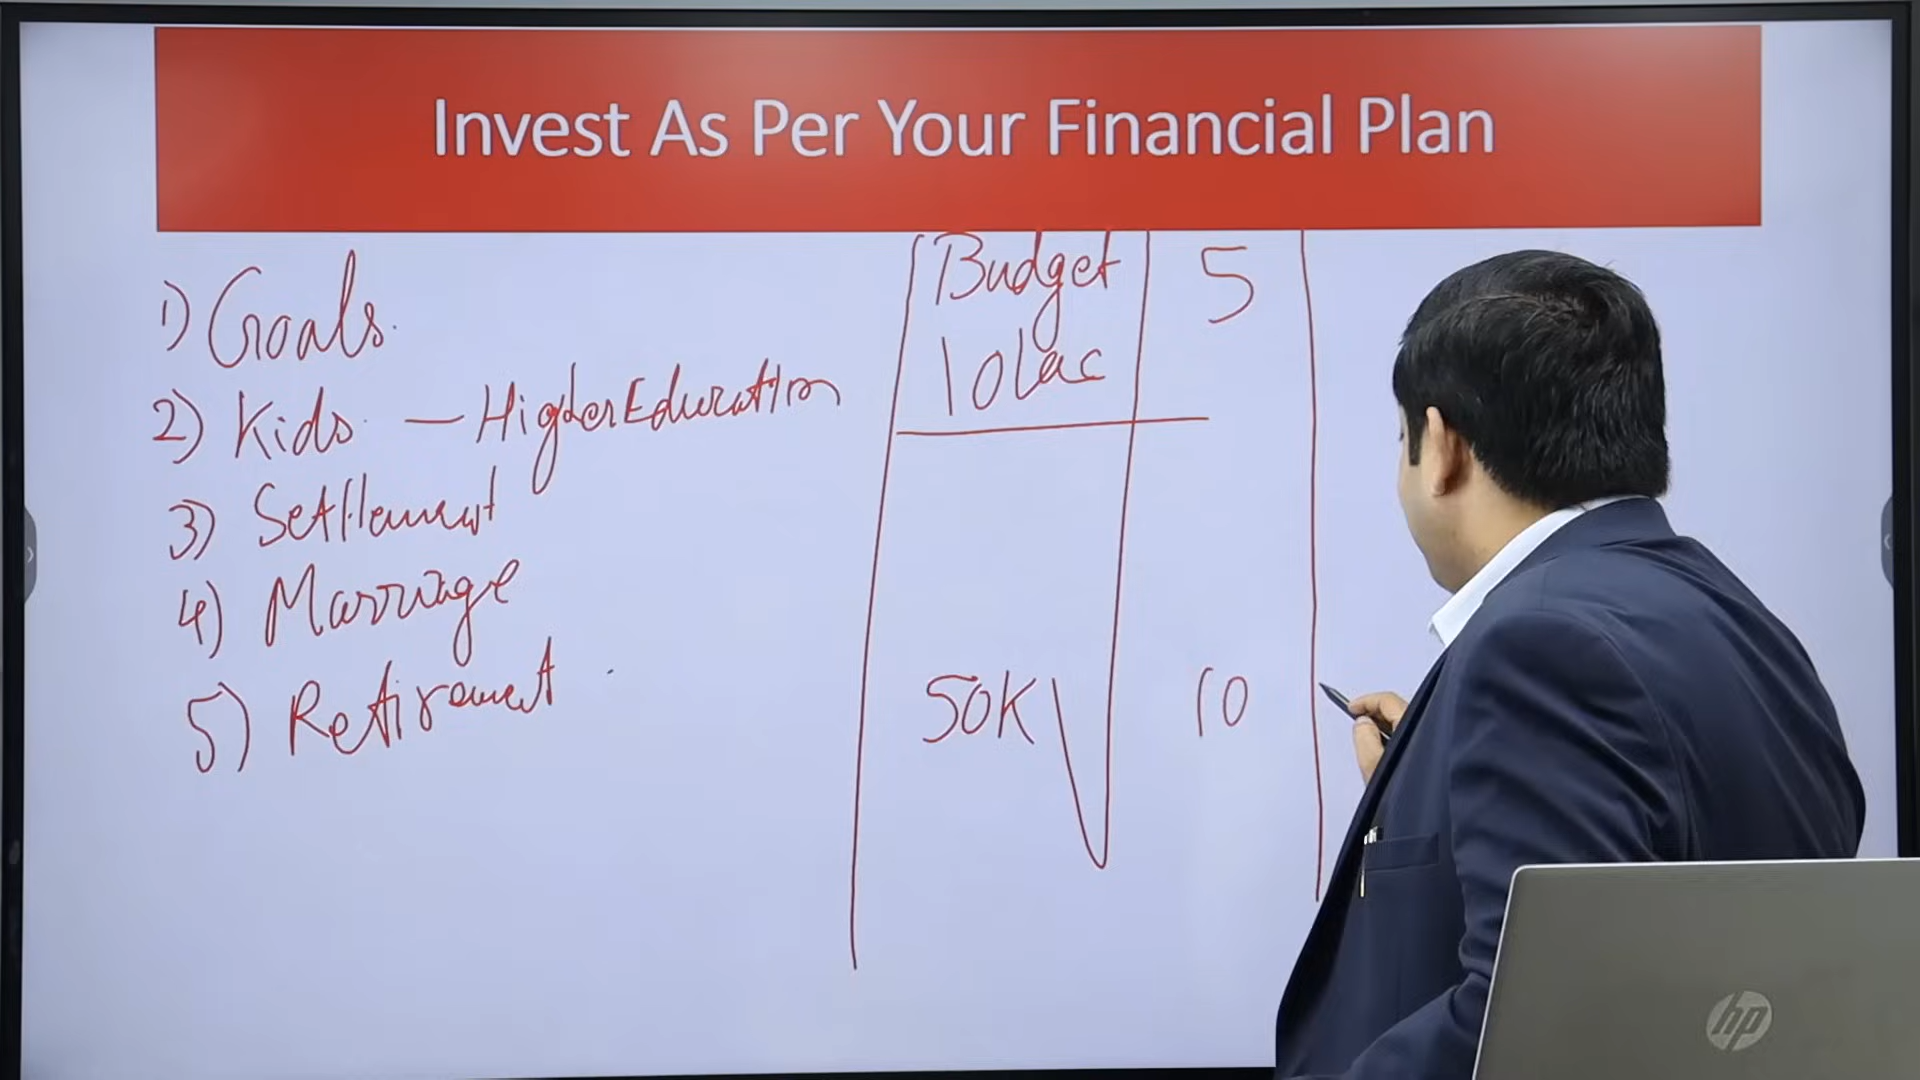 Invest As Per Your Financial Plan
1) Goals.
2) Kids. — Higher Education
3) Settlement
4) Marriage
5) Retirement
Budget 5
10 lac
50K 10
hp